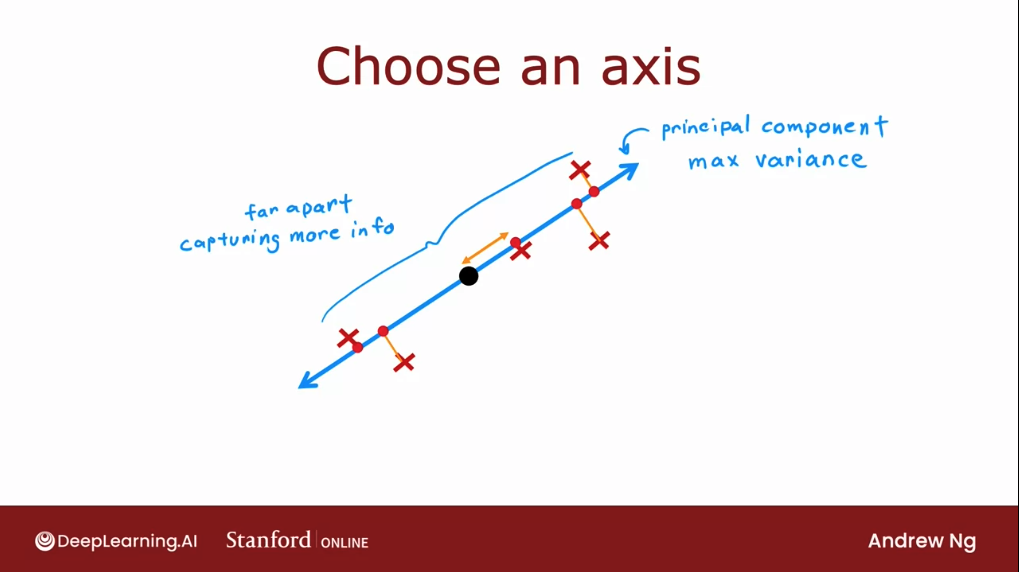 Choose an axis
principal component
max variance
far apart
capturing more info
DeepLearning.AI
Stanford | ONLINE
Andrew Ng